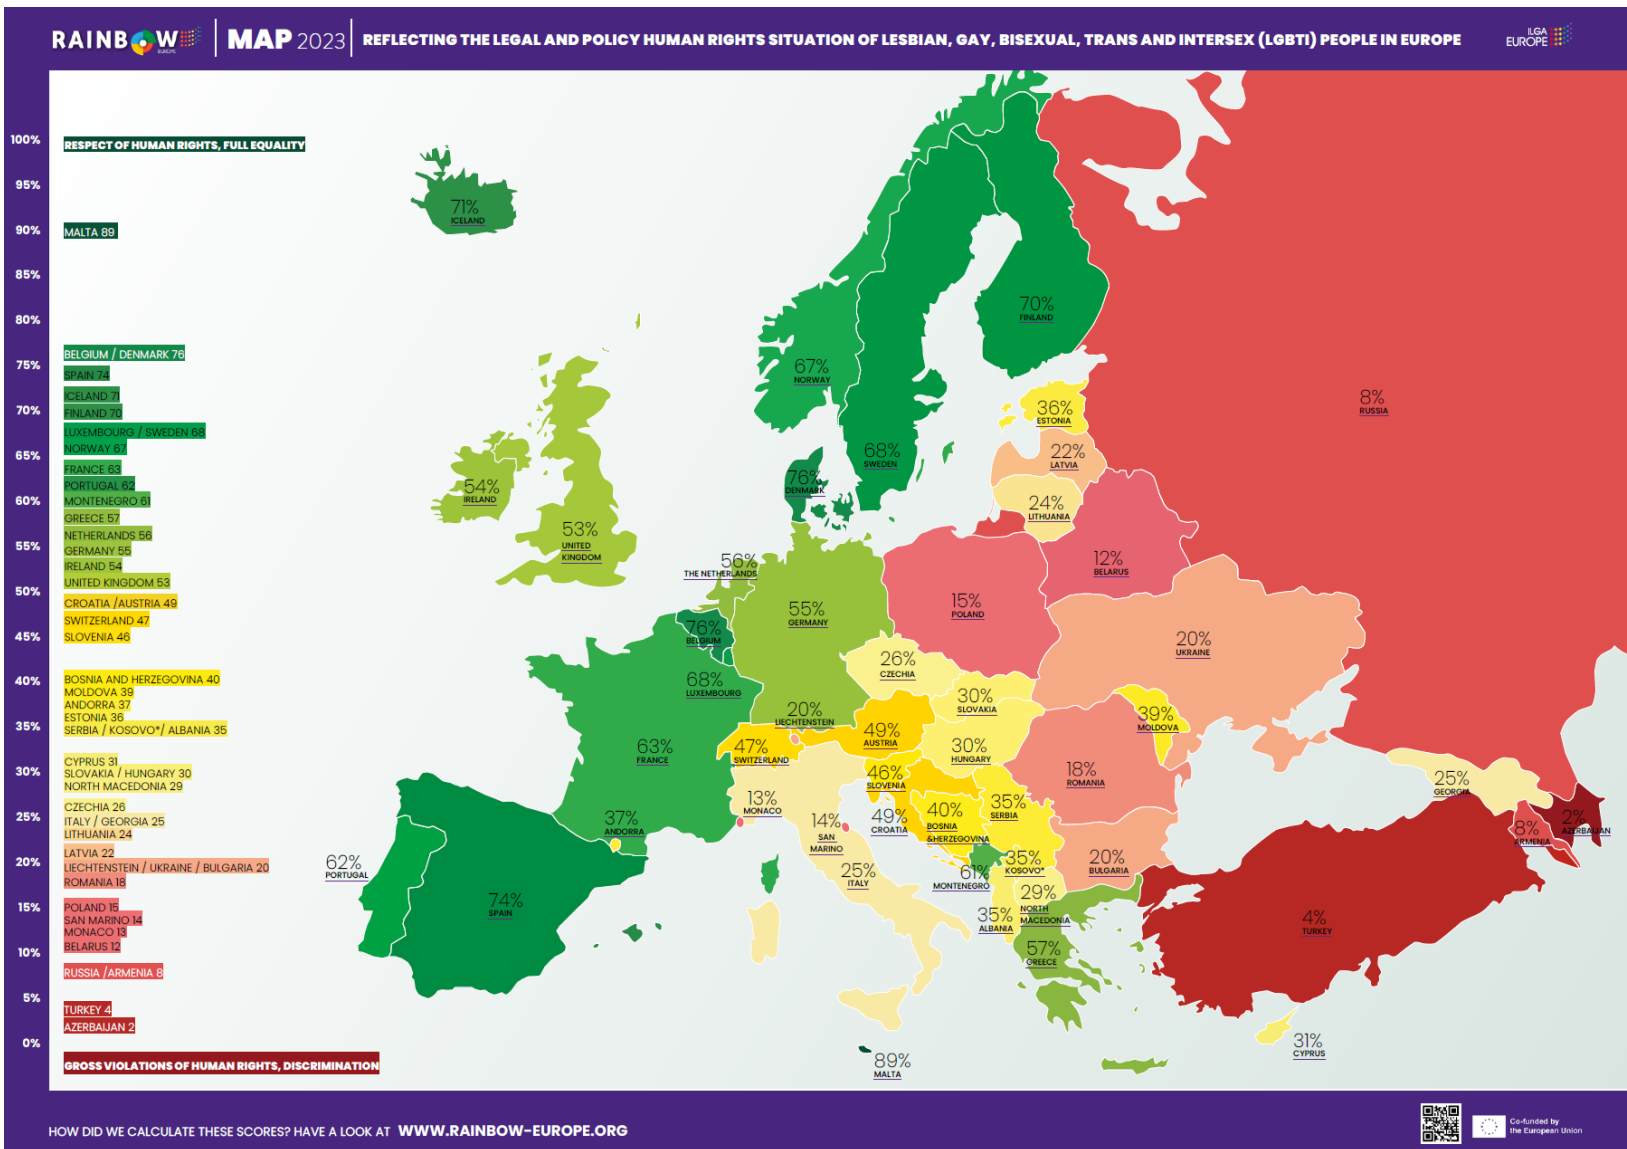 RAINBOW EUROPE
MAP 2023
REFLECTING THE LEGAL AND POLICY HUMAN RIGHTS SITUATION OF LESBIAN, GAY, BISEXUAL, TRANS AND INTERSEX (LGBTI) PEOPLE IN EUROPE
ILGA
EUROPE
100%
95%
90%
85%
80%
75%
70%
65%
60%
55%
50%
45%
40%
35%
30%
25%
20%
15%
10%
5%
0%
RESPECT OF HUMAN RIGHTS, FULL EQUALITY
MALTA 89
BELGIUM / DENMARK 76
SPAIN 74
ICELAND 71
FINLAND 70
LUXEMBOURG / SWEDEN 68
NORWAY 67
FRANCE 63
PORTUGAL 62
MONTENEGRO 61
GREECE 57
NETHERLANDS 56
GERMANY 55
IRELAND 54
UNITED KINGDOM 53
CROATIA /AUSTRIA 49
SWITZERLAND 47
SLOVENIA 46
BOSNIA AND HERZEGOVINA 40
MOLDOVA 39
ANDORRA 37
ESTONIA 36
SERBIA / KOSOVO*/ ALBANIA 35
CYPRUS 31
SLOVAKIA / HUNGARY 30
NORTH MACEDONIA 29
CZECHIA 26
ITALY / GEORGIA 25
LITHUANIA 24
LATVIA 22
LIECHTENSTEIN / UKRAINE / BULGARIA 20
ROMANIA 18
POLAND 15
SAN MARINO 14
MONACO 13
BELARUS 12
RUSSIA /ARMENIA 8
TURKEY 4
AZERBAIJAN 2
GROSS VIOLATIONS OF HUMAN RIGHTS, DISCRIMINATION
71%
ICELAND
70%
FINLAND
67%
NORWAY
68%
SWEDEN
8%
RUSSIA
36%
ESTONIA
22%
LATVIA
24%
LITHUANIA
76%
DENMARK
54%
IRELAND
53%
UNITED
KINGDOM
56%
THE NETHERLANDS
12%
BELARUS
15%
POLAND
55%
GERMANY
76%
BELGIUM
68%
LUXEMBOURG
20%
UKRAINE
26%
CZECHIA
30%
SLOVAKIA
20%
LIECHTENSTEIN
49%
AUSTRIA
39%
MOLDOVA
63%
FRANCE
47%
SWITZERLAND
30%
HUNGARY
46%
SLOVENIA
18%
ROMANIA
25%
GEORGIA
13%
MONACO
37%
ANDORRA
14%
SAN
MARINO
49%
CROATIA
40%
BOSNIA
&HERZEGOVINA
35%
SERBIA
8%
ARMENIA
2%
AZERBAIJAN
62%
PORTUGAL
74%
SPAIN
25%
ITALY
61%
MONTENEGRO
35%
KOSOVO*
20%
BULGARIA
29%
NORTH
MACEDONIA
35%
ALBANIA
57%
GREECE
4%
TURKEY
31%
CYPRUS
89%
MALTA
HOW DID WE CALCULATE THESE SCORES? HAVE A LOOK AT WWW.RAINBOW-EUROPE.ORG
Co-funded by
the European Union